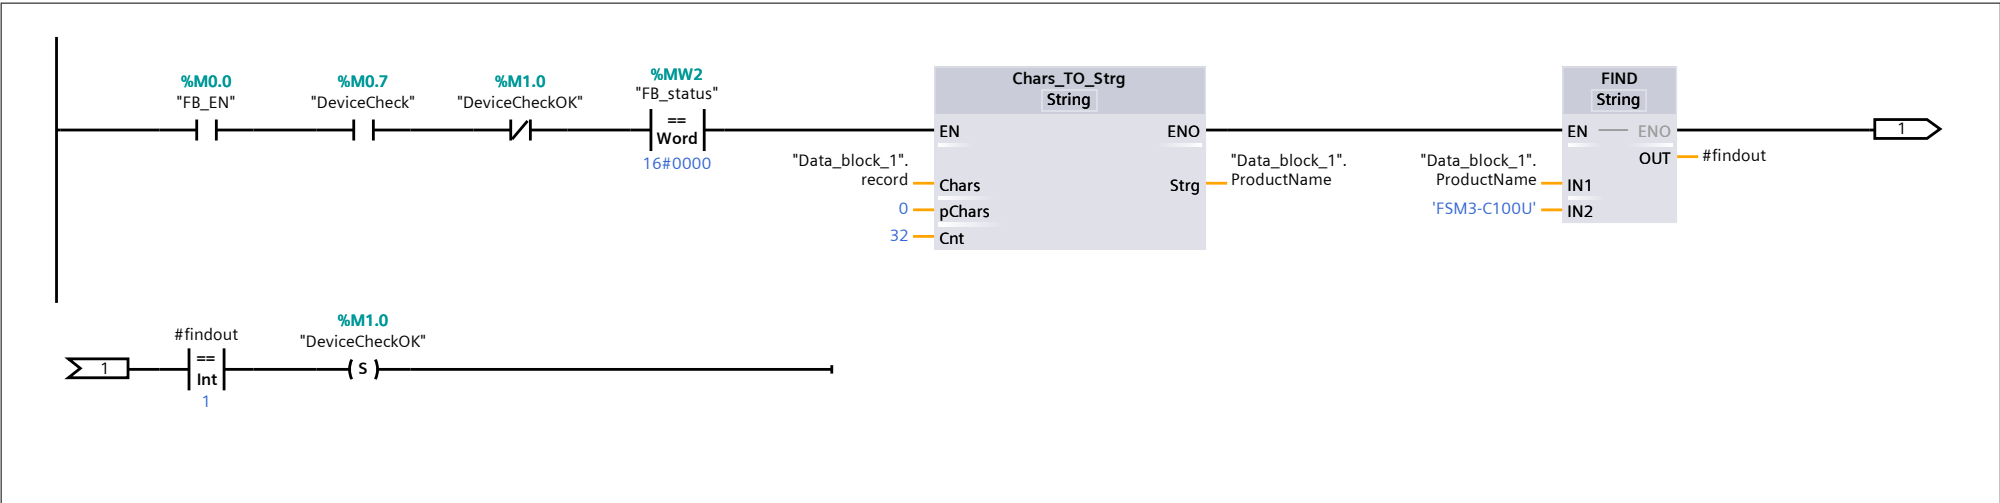 %M0.0
"FB_EN"
%M0.7
"DeviceCheck"
%M1.0
"DeviceCheckOK"
%MW2
"FB_status"
==
Word
16#0000
Chars_TO_Strg
String
EN
ENO
"Data_block_1".
record
Chars
0
pChars
32
Cnt
Strg
"Data_block_1".
ProductName
FIND
String
EN
ENO
OUT
#findout
"Data_block_1".
ProductName
IN1
'FSM3-C100U'
IN2
1
1
#findout
==
Int
1
%M1.0
"DeviceCheckOK"
S